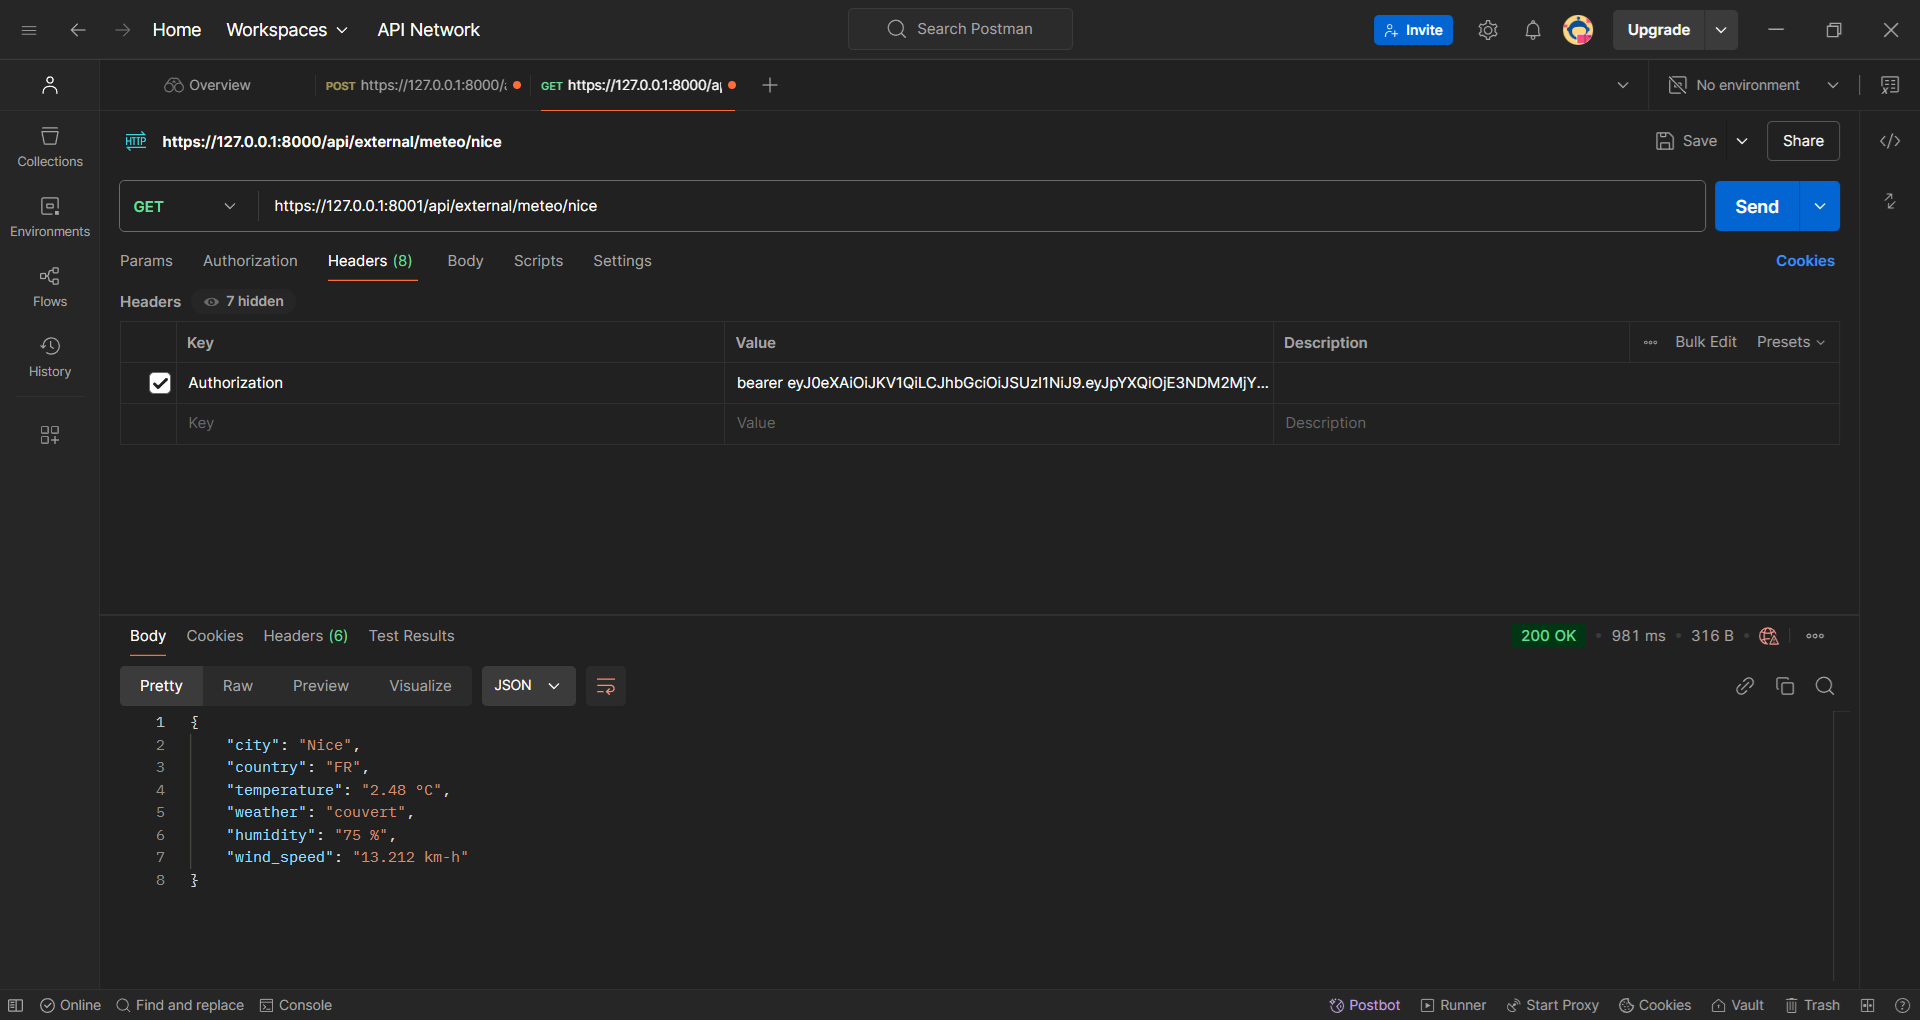 Home Workspaces API Network Search Postman Invite Upgrade
Overview POST https://127.0.0.1:8000/a GET https://127.0.0.1:8000/a No environment
HTTP https://127.0.0.1:8000/api/external/meteo/nice Save Share
GET https://127.0.0.1:8001/api/external/meteo/nice Send
Collections
Environments
Flows
History
Params Authorization Headers (8) Body Scripts Settings Cookies
Headers 7 hidden
Key Value Description Bulk Edit Presets
Authorization bearer eyJ0eXAiOiJKV1QiLCJhbGciOiJSUzI1NiJ9.eyJpYXQiOjE3NDM2MjY...
Key Value Description
Body Cookies Headers (6) Test Results 200 OK 981 ms 316 B
Pretty Raw Preview Visualize JSON
1 {
2 "city": "Nice",
3 "country": "FR",
4 "temperature": "2.48 °C",
5 "weather": "couvert",
6 "humidity": "75 %",
7 "wind_speed": "13.212 km-h"
8 }
Online Find and replace Console Postbot Runner Start Proxy Cookies Vault Trash